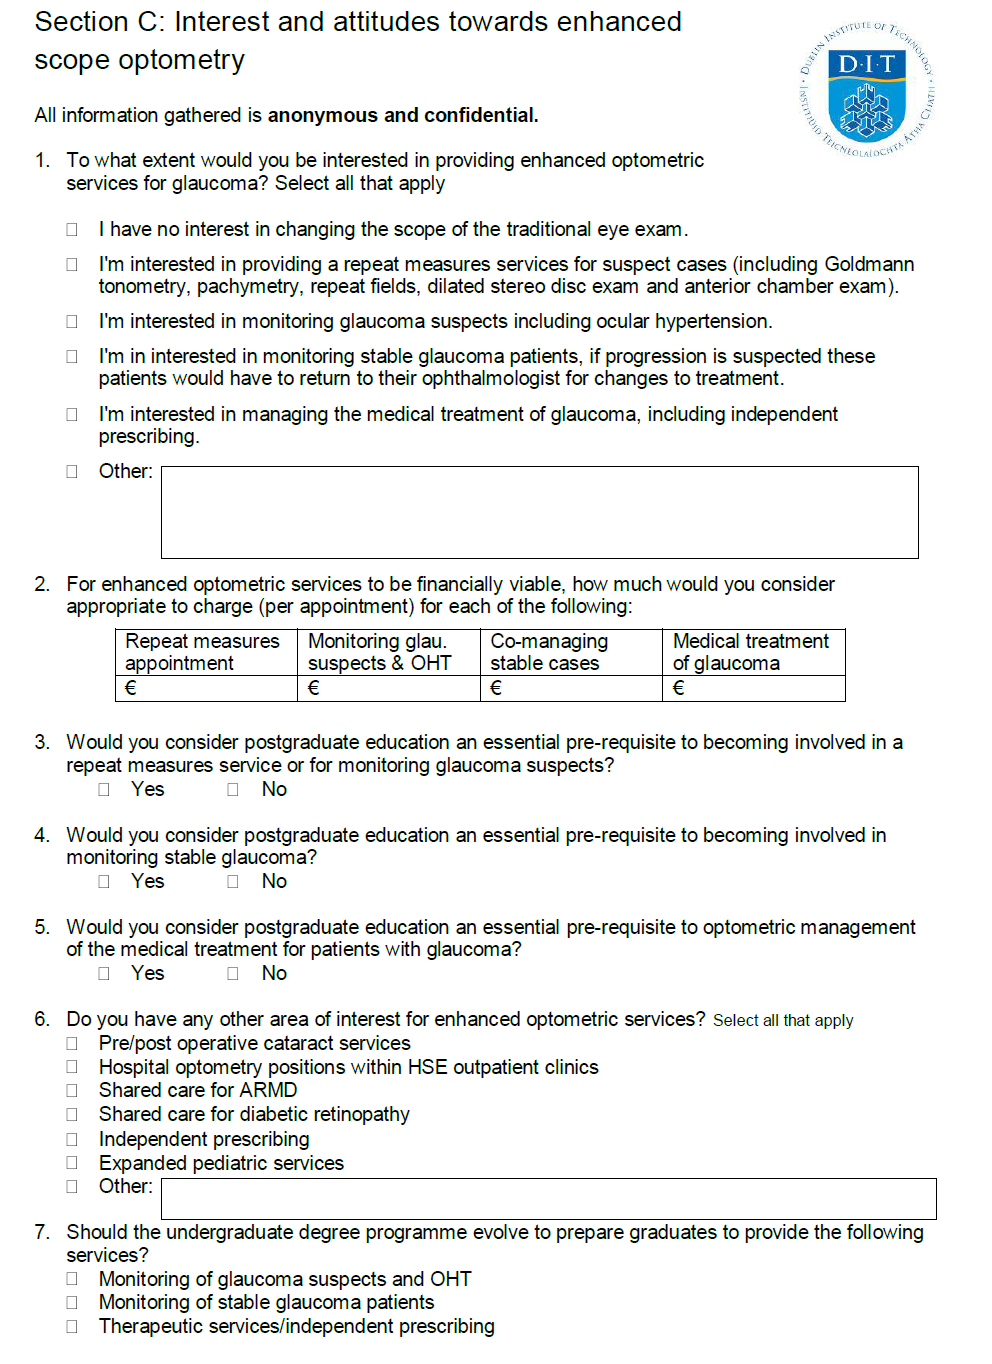 Section C: Interest and attitudes towards enhanced
scope optometry
DUBLIN INSTITUTE OF TECHNOLOGY • INSTITIÚID TEICNEOLAÍOCHTA ÁTHA CLIATH •
D·I·T
All information gathered is anonymous and confidential.
1. To what extent would you be interested in providing enhanced optometric
services for glaucoma? Select all that apply
I have no interest in changing the scope of the traditional eye exam.
I'm interested in providing a repeat measures services for suspect cases (including Goldmann
tonometry, pachymetry, repeat fields, dilated stereo disc exam and anterior chamber exam).
I'm interested in monitoring glaucoma suspects including ocular hypertension.
I'm in interested in monitoring stable glaucoma patients, if progression is suspected these
patients would have to return to their ophthalmologist for changes to treatment.
I'm interested in managing the medical treatment of glaucoma, including independent
prescribing.
Other:
2. For enhanced optometric services to be financially viable, how much would you consider
appropriate to charge (per appointment) for each of the following:
Repeat measures Monitoring glau. Co-managing Medical treatment
appointment suspects & OHT stable cases of glaucoma
€ € € €
3. Would you consider postgraduate education an essential pre-requisite to becoming involved in a
repeat measures service or for monitoring glaucoma suspects?
Yes No
4. Would you consider postgraduate education an essential pre-requisite to becoming involved in
monitoring stable glaucoma?
Yes No
5. Would you consider postgraduate education an essential pre-requisite to optometric management
of the medical treatment for patients with glaucoma?
Yes No
6. Do you have any other area of interest for enhanced optometric services? Select all that apply
Pre/post operative cataract services
Hospital optometry positions within HSE outpatient clinics
Shared care for ARMD
Shared care for diabetic retinopathy
Independent prescribing
Expanded pediatric services
Other:
7. Should the undergraduate degree programme evolve to prepare graduates to provide the following
services?
Monitoring of glaucoma suspects and OHT
Monitoring of stable glaucoma patients
Therapeutic services/independent prescribing